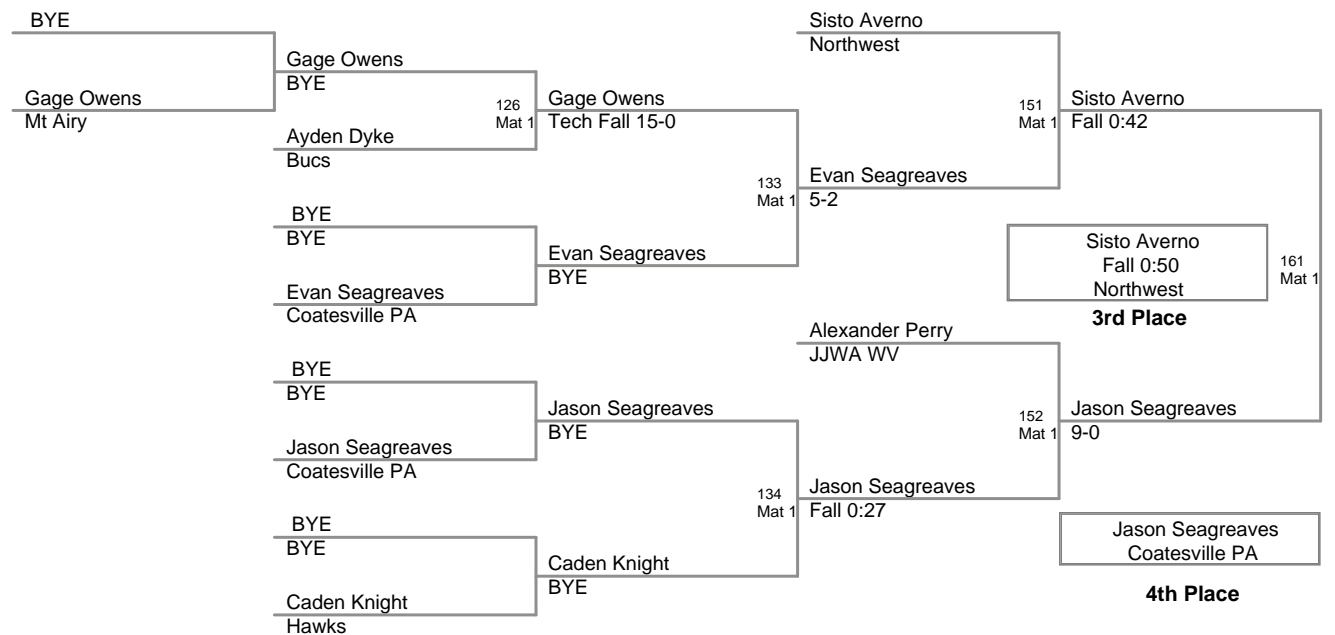 BYE
Gage Owens
Mt Airy
Gage Owens
BYE
Ayden Dyke
Bucs
BYE
BYE
Evan Seagreaves
Coatesville PA
BYE
BYE
Jason Seagreaves
Coatesville PA
BYE
BYE
Caden Knight
Hawks
126
Mat 1
Gage Owens
Tech Fall 15-0
Evan Seagreaves
BYE
Jason Seagreaves
BYE
Caden Knight
BYE
Sisto Averno
Northwest
133
Mat 1
Evan Seagreaves
5-2
Alexander Perry
JJWA WV
134
Mat 1
Jason Seagreaves
Fall 0:27
151
Mat 1
Sisto Averno
Fall 0:42
152
Mat 1
Jason Seagreaves
9-0
Sisto Averno
Fall 0:50
Northwest
3rd Place
161
Mat 1
Jason Seagreaves
Coatesville PA
4th Place